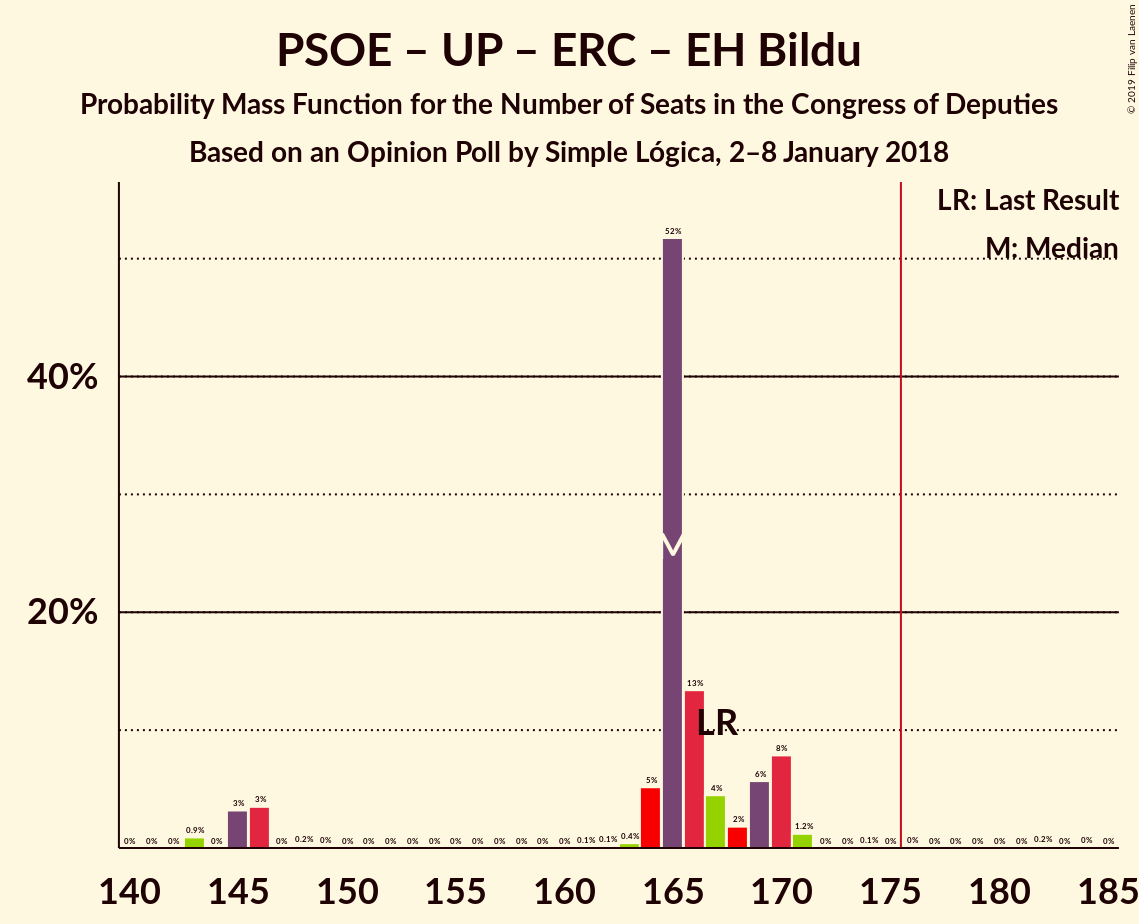 PSOE – UP – ERC – EH Bildu
Probability Mass Function for the Number of Seats in the Congress of Deputies
Based on an Opinion Poll by Simple Lógica, 2–8 January 2018
© 2019 Filip van Laenen
LR: Last Result
M: Median
40%
20%
0% 0% 0% 0.9% 0% 3% 3% 0% 0.2% 0% 0% 0% 0% 0% 0% 0% 0% 0% 0% 0% 0% 0.1% 0.1% 0.4% 5% 52% 13% 4% 2% 6% 8% 1.2% 0% 0% 0.1% 0% 0% 0% 0% 0% 0% 0% 0.2% 0% 0% 0%
LR
140 145 150 155 160 165 170 175 180 185